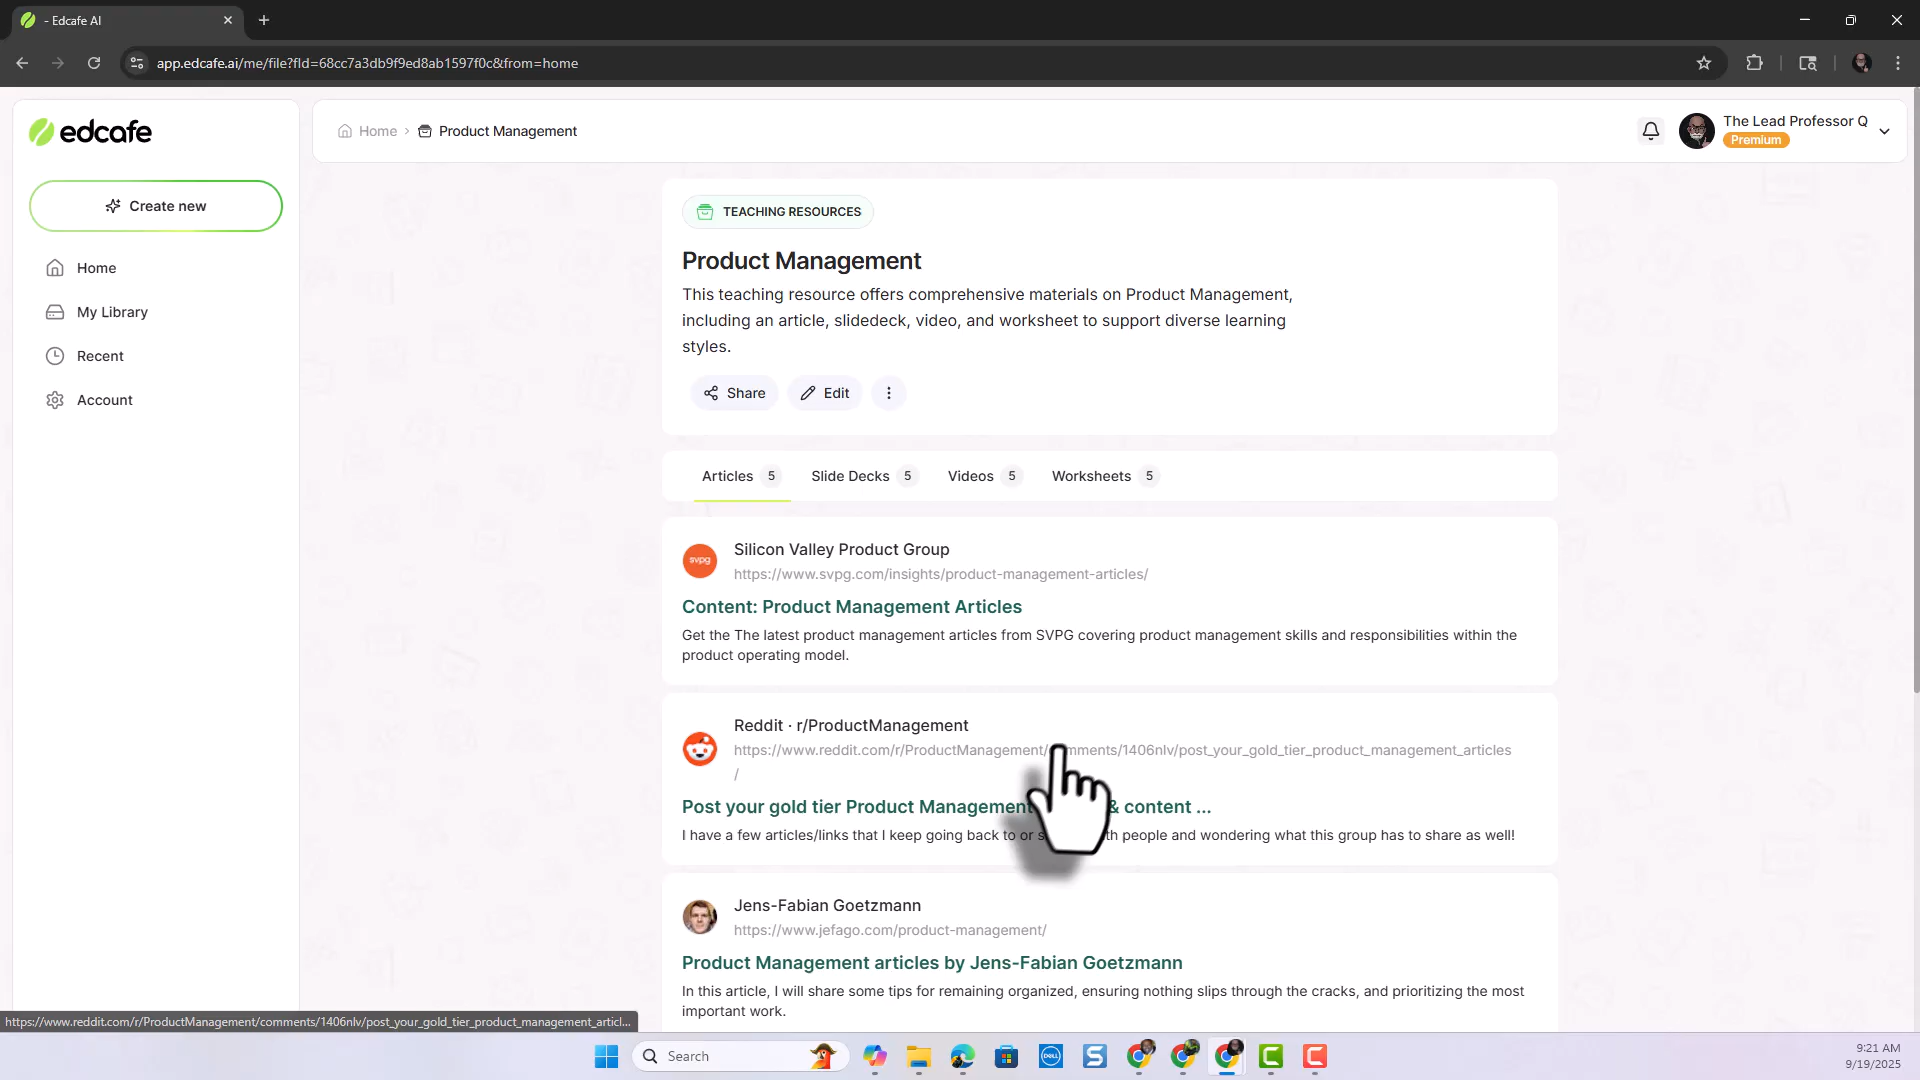 - Edcafe AI
app.edcafe.ai/me/file?fId=68cc7a3db9f9ed8ab1597f0c&from=home
edcafe
Create new
Home
My Library
Recent
Account
Home › Product Management
The Lead Professor Q
Premium
TEACHING RESOURCES
Product Management
This teaching resource offers comprehensive materials on Product Management,
including an article, slidedeck, video, and worksheet to support diverse learning
styles.
Share Edit
Articles 5 Slide Decks 5 Videos 5 Worksheets 5
svpg
Silicon Valley Product Group
https://www.svpg.com/insights/product-management-articles/
Content: Product Management Articles
Get the The latest product management articles from SVPG covering product management skills and responsibilities within the
product operating model.
Reddit · r/ProductManagement
https://www.reddit.com/r/ProductManagement/comments/1406nlv/post_your_gold_tier_product_management_articles
/
Post your gold tier Product Management & content ...
I have a few articles/links that I keep going back to or people and wondering what this group has to share as well!
Jens-Fabian Goetzmann
https://www.jefago.com/product-management/
Product Management articles by Jens-Fabian Goetzmann
In this article, I will share some tips for remaining organized, ensuring nothing slips through the cracks, and prioritizing the most
important work.
https://www.reddit.com/r/ProductManagement/comments/1406nlv/post_your_gold_tier_product_management_articl...
Search
DELL
S
9:21 AM
9/19/2025